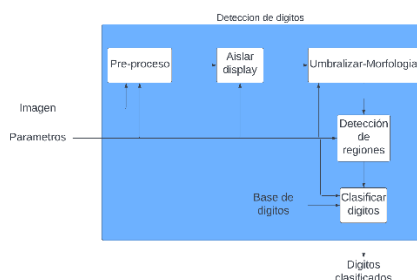 Deteccion de digitos
Pre-proceso
Aislar
display
Umbralizar-Morfologia
Imagen
Parametros
Detección
de
regiones
Base de
digitos
Clasificar
digitos
Digitos
clasificados